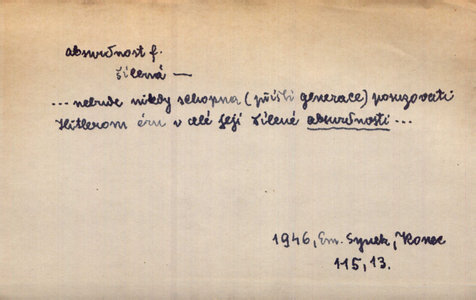 absurdnost f.
šílená —
... nebude nikdy schopna (příští generace) posuzovati
Hitlerovu éru v celé její šílené absurdnosti ...
1946, Em. Synek, Konec
115, 13.